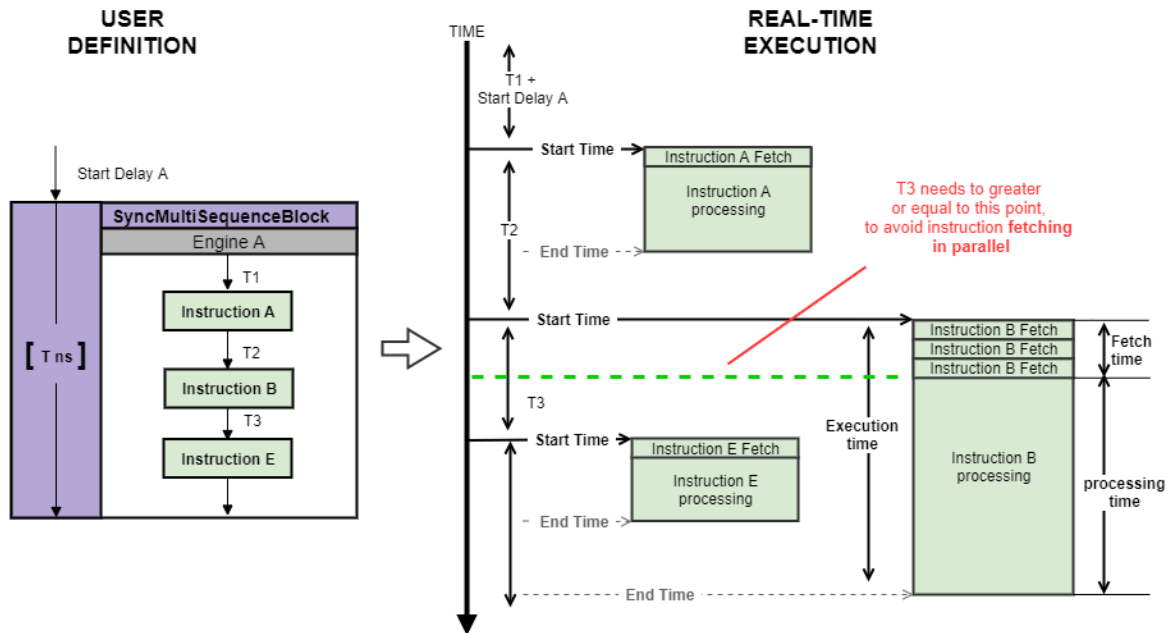 USER
DEFINITION
REAL-TIME
EXECUTION
TIME
T1 +
Start Delay A
Start Delay A
SyncMultiSequenceBlock
Engine A
T1
Instruction A
T2
Instruction B
T3
Instruction E
[ T ns ]
Start Time
Instruction A Fetch
Instruction A
processing
T2
End Time
T3 needs to greater
or equal to this point,
to avoid instruction fetching
in parallel
Start Time
Instruction B Fetch
Instruction B Fetch
Instruction B Fetch
Fetch
time
T3
Execution
time
Start Time
Instruction E Fetch
Instruction E
processing
End Time
Instruction B
processing
processing
time
End Time